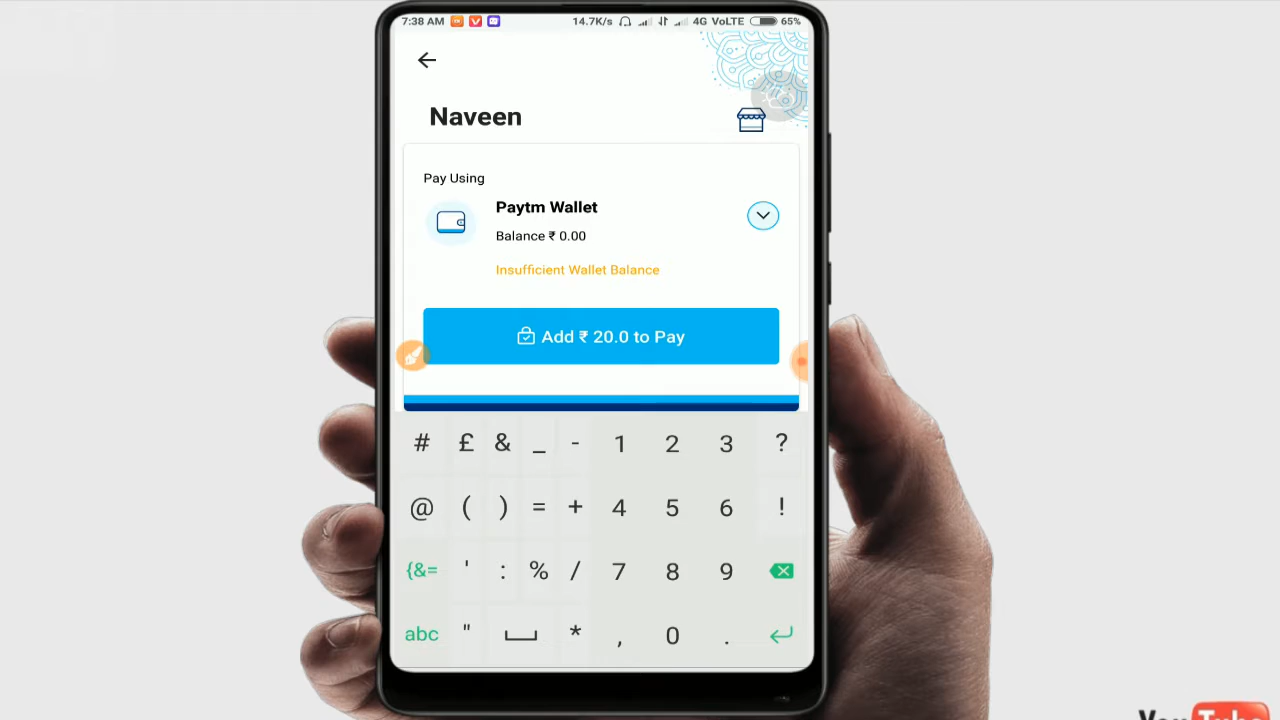 7:38 AM 14.7K/s 4G VoLTE 65%
Naveen
Pay Using
Paytm Wallet
Balance ₹ 0.00
Insufficient Wallet Balance
Add ₹ 20.0 to Pay
# £ & _ - 1 2 3 ?
@ ( ) = + 4 5 6 !
{&= ' : % / 7 8 9
abc " * , 0 .
YouTube